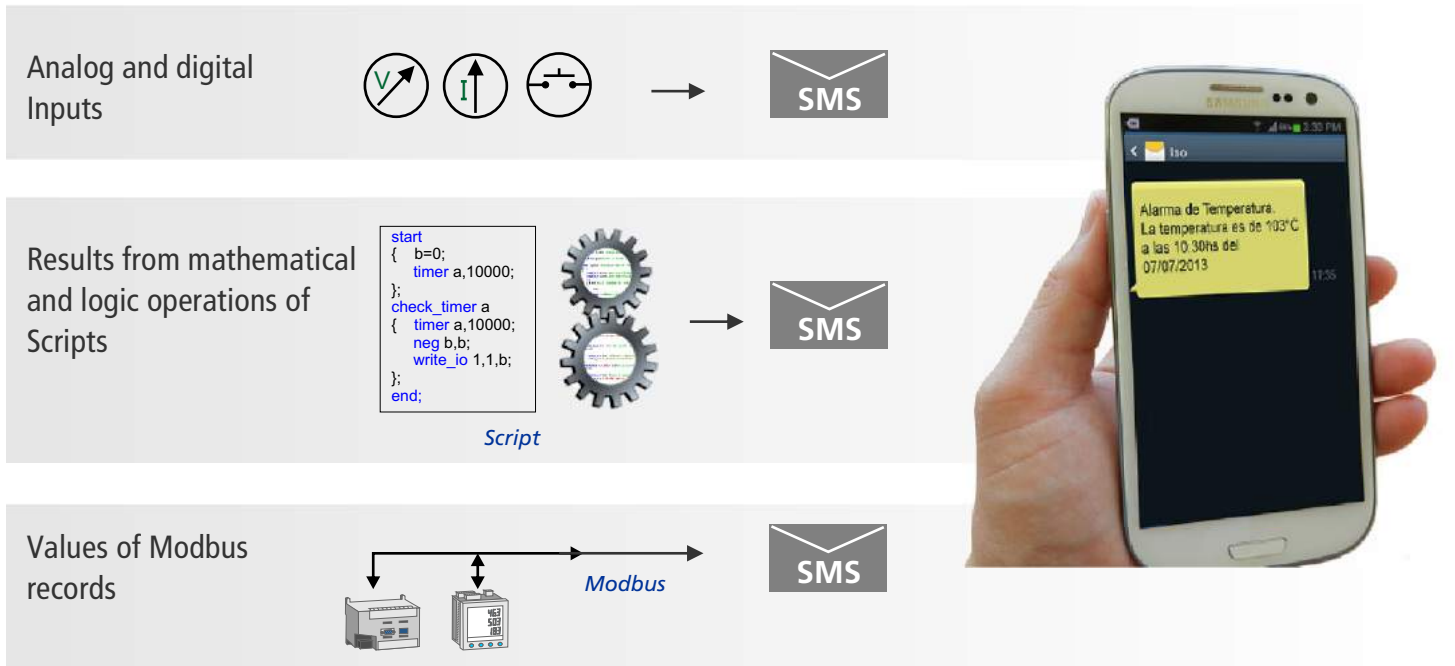 Analog and digital
Inputs
V
I
SMS
Results from mathematical
and logic operations of
Scripts
start
{ b=0;
timer a,10000;
};
check_timer a
{ timer a,10000;
neg b,b;
write_io 1,1,b;
};
end;
Script
SMS
Values of Modbus
records
Modbus
SMS
SAMSUNG
3:30 PM
Iso
Alarma de Temperatura.
La temperatura es de 103°C
a las 10.30hs del
07/07/2013
11:35